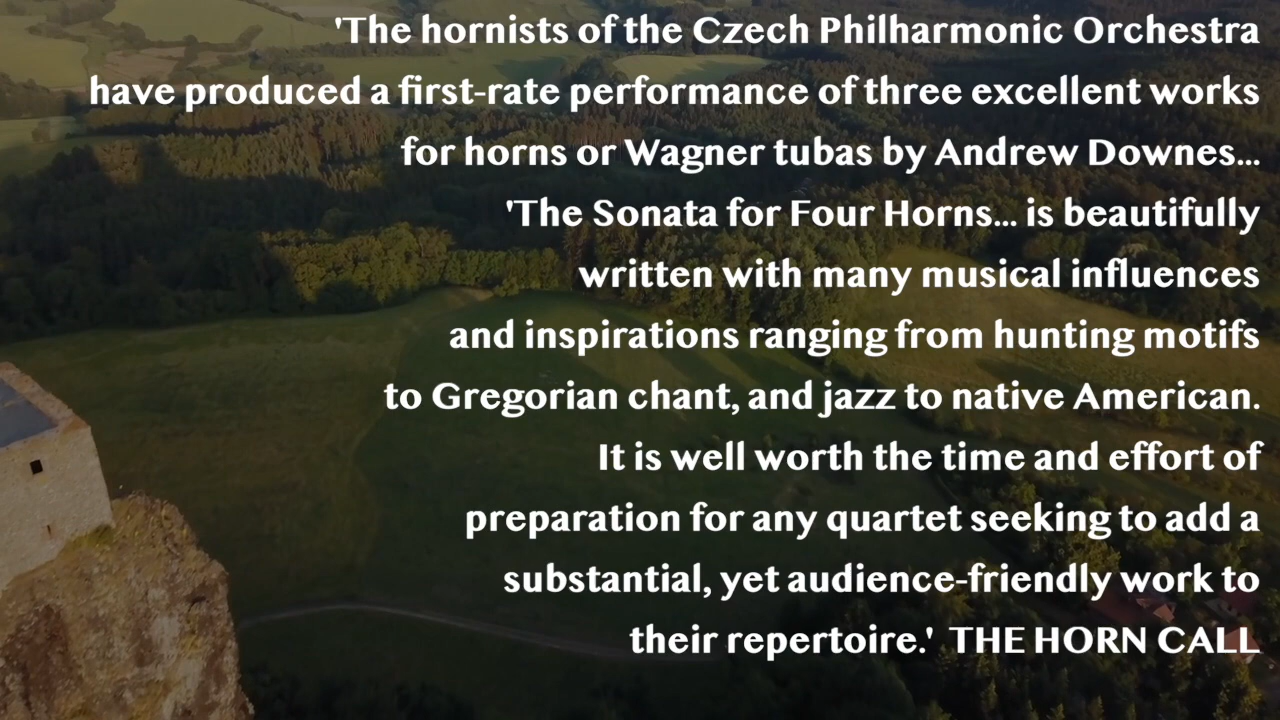 'The hornists of the Czech Philharmonic Orchestra
have produced a first-rate performance of three excellent works
for horns or Wagner tubas by Andrew Downes...
'The Sonata for Four Horns... is beautifully
written with many musical influences
and inspirations ranging from hunting motifs
to Gregorian chant, and jazz to native American.
It is well worth the time and effort of
preparation for any quartet seeking to add a
substantial, yet audience-friendly work to
their repertoire.'  THE HORN CALL